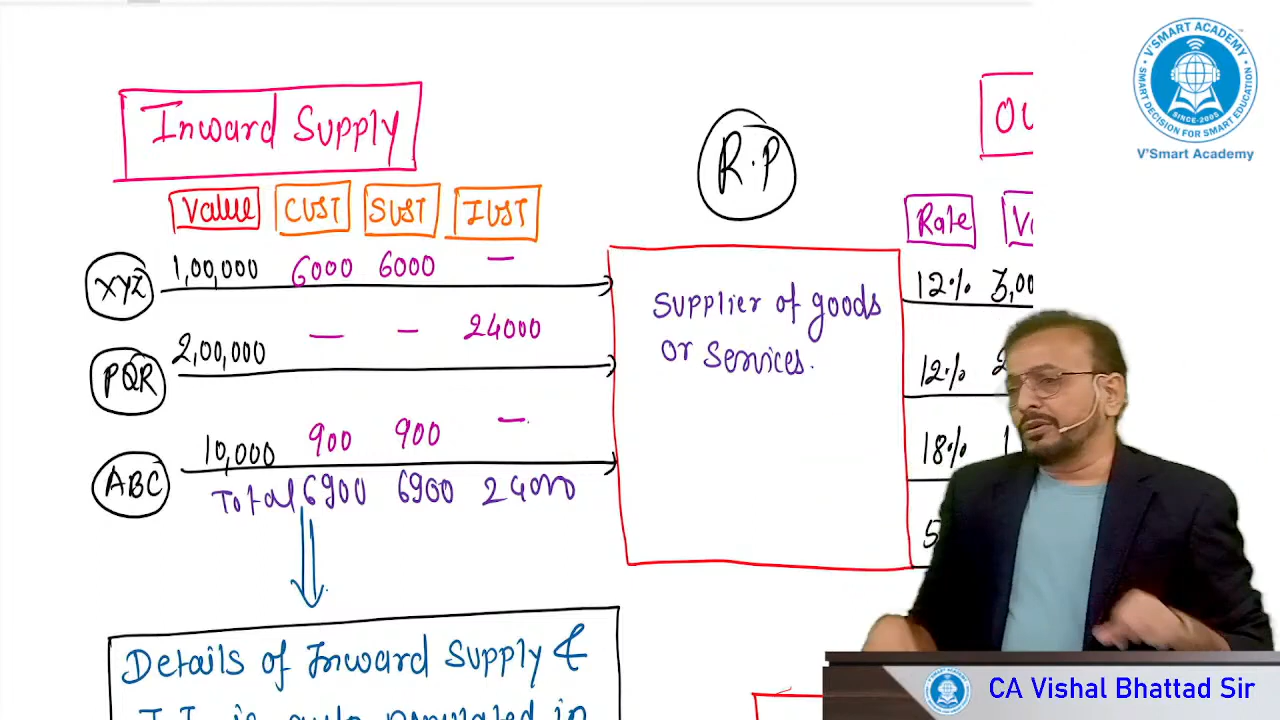 V'SMART ACADEMY
SMART DECISION FOR SMART EDUCATION
SINCE-2005
V'Smart Academy
Inward Supply
R.P
Value CGST SGST IGST
Rate
XYZ 1,00,000 6000 6000 —
12%
Supplier of goods
or services.
PQR 2,00,000 — — 24000
12%
ABC 10,000 900 900 —
18%
Total 6900 6900 24000
5
Details of Inward Supply &
CA Vishal Bhattad Sir